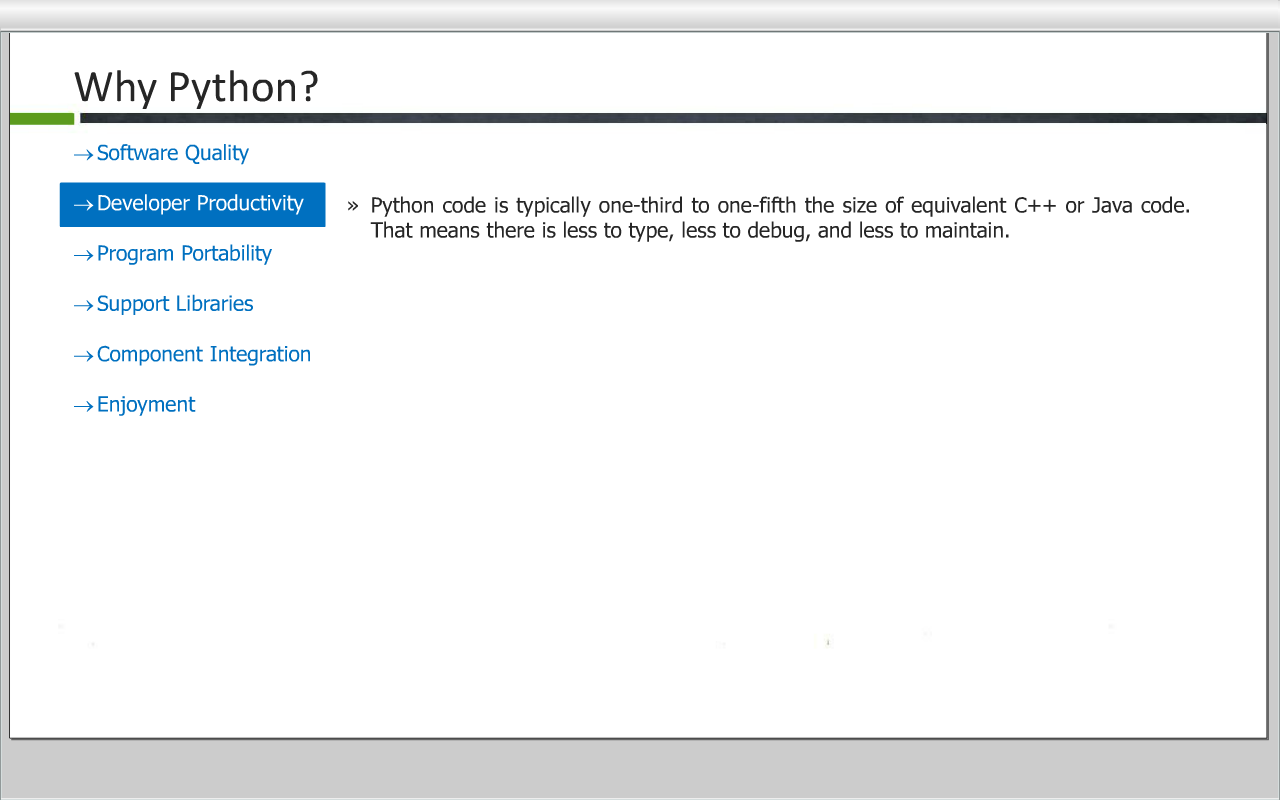 Why Python?
→Software Quality
→Developer Productivity
» Python code is typically one-third to one-fifth the size of equivalent C++ or Java code.
That means there is less to type, less to debug, and less to maintain.
→Program Portability
→Support Libraries
→Component Integration
→Enjoyment